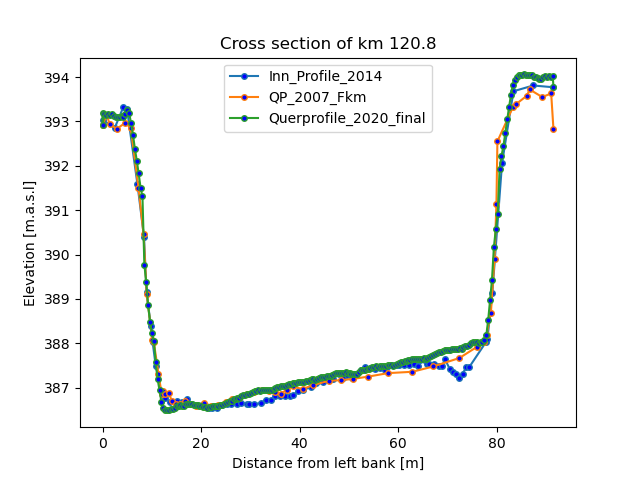 Cross section of km 120.8
Inn_Profile_2014
QP_2007_Fkm
Querprofile_2020_final
Elevation [m.a.s.l]
394
393
392
391
390
389
388
387
0 20 40 60 80
Distance from left bank [m]